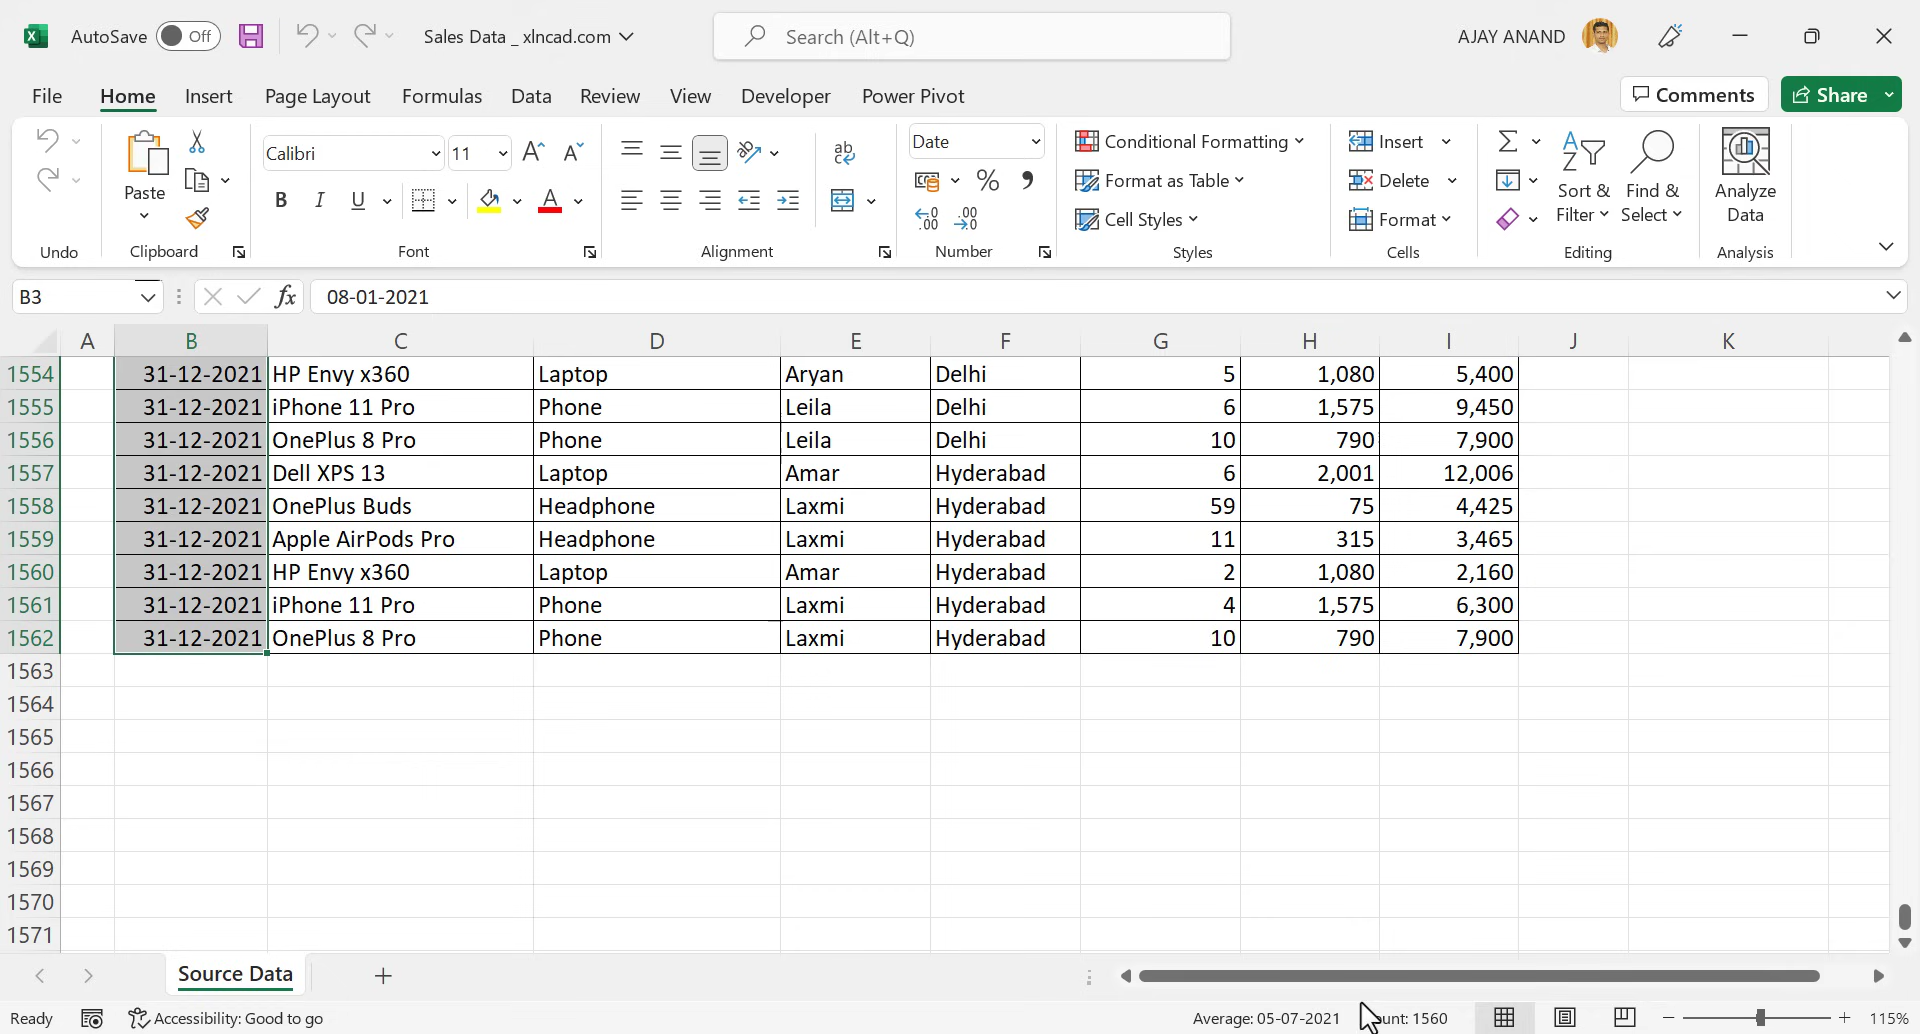 AutoSave Off Sales Data _ xlncad.com Search (Alt+Q) AJAY ANAND
File Home Insert Page Layout Formulas Data Review View Developer Power Pivot Comments Share
Paste Calibri 11 B I U Date Conditional Formatting Format as Table Cell Styles Insert Delete Format Sort & Filter Find & Select Analyze Data
Undo Clipboard Font Alignment Number Styles Cells Editing Analysis
B3 fx 08-01-2021
A B C D E F G H I J K
1554 31-12-2021 HP Envy x360 Laptop Aryan Delhi 5 1,080 5,400
1555 31-12-2021 iPhone 11 Pro Phone Leila Delhi 6 1,575 9,450
1556 31-12-2021 OnePlus 8 Pro Phone Leila Delhi 10 790 7,900
1557 31-12-2021 Dell XPS 13 Laptop Amar Hyderabad 6 2,001 12,006
1558 31-12-2021 OnePlus Buds Headphone Laxmi Hyderabad 59 75 4,425
1559 31-12-2021 Apple AirPods Pro Headphone Laxmi Hyderabad 11 315 3,465
1560 31-12-2021 HP Envy x360 Laptop Amar Hyderabad 2 1,080 2,160
1561 31-12-2021 iPhone 11 Pro Phone Laxmi Hyderabad 4 1,575 6,300
1562 31-12-2021 OnePlus 8 Pro Phone Laxmi Hyderabad 10 790 7,900
1563
1564
1565
1566
1567
1568
1569
1570
1571
Source Data
Ready Accessibility: Good to go Average: 05-07-2021 unt: 1560 115%